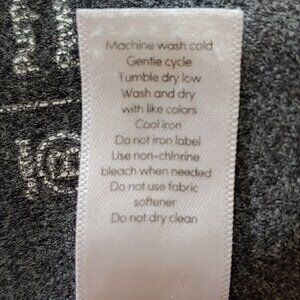 Machine wash cold
Gentle cycle
Tumble dry low
Wash and dry
with like colors
Cool iron
Do not iron label
Use non-chlorine
bleach when needed
Do not use fabric
softener
Do not dry clean